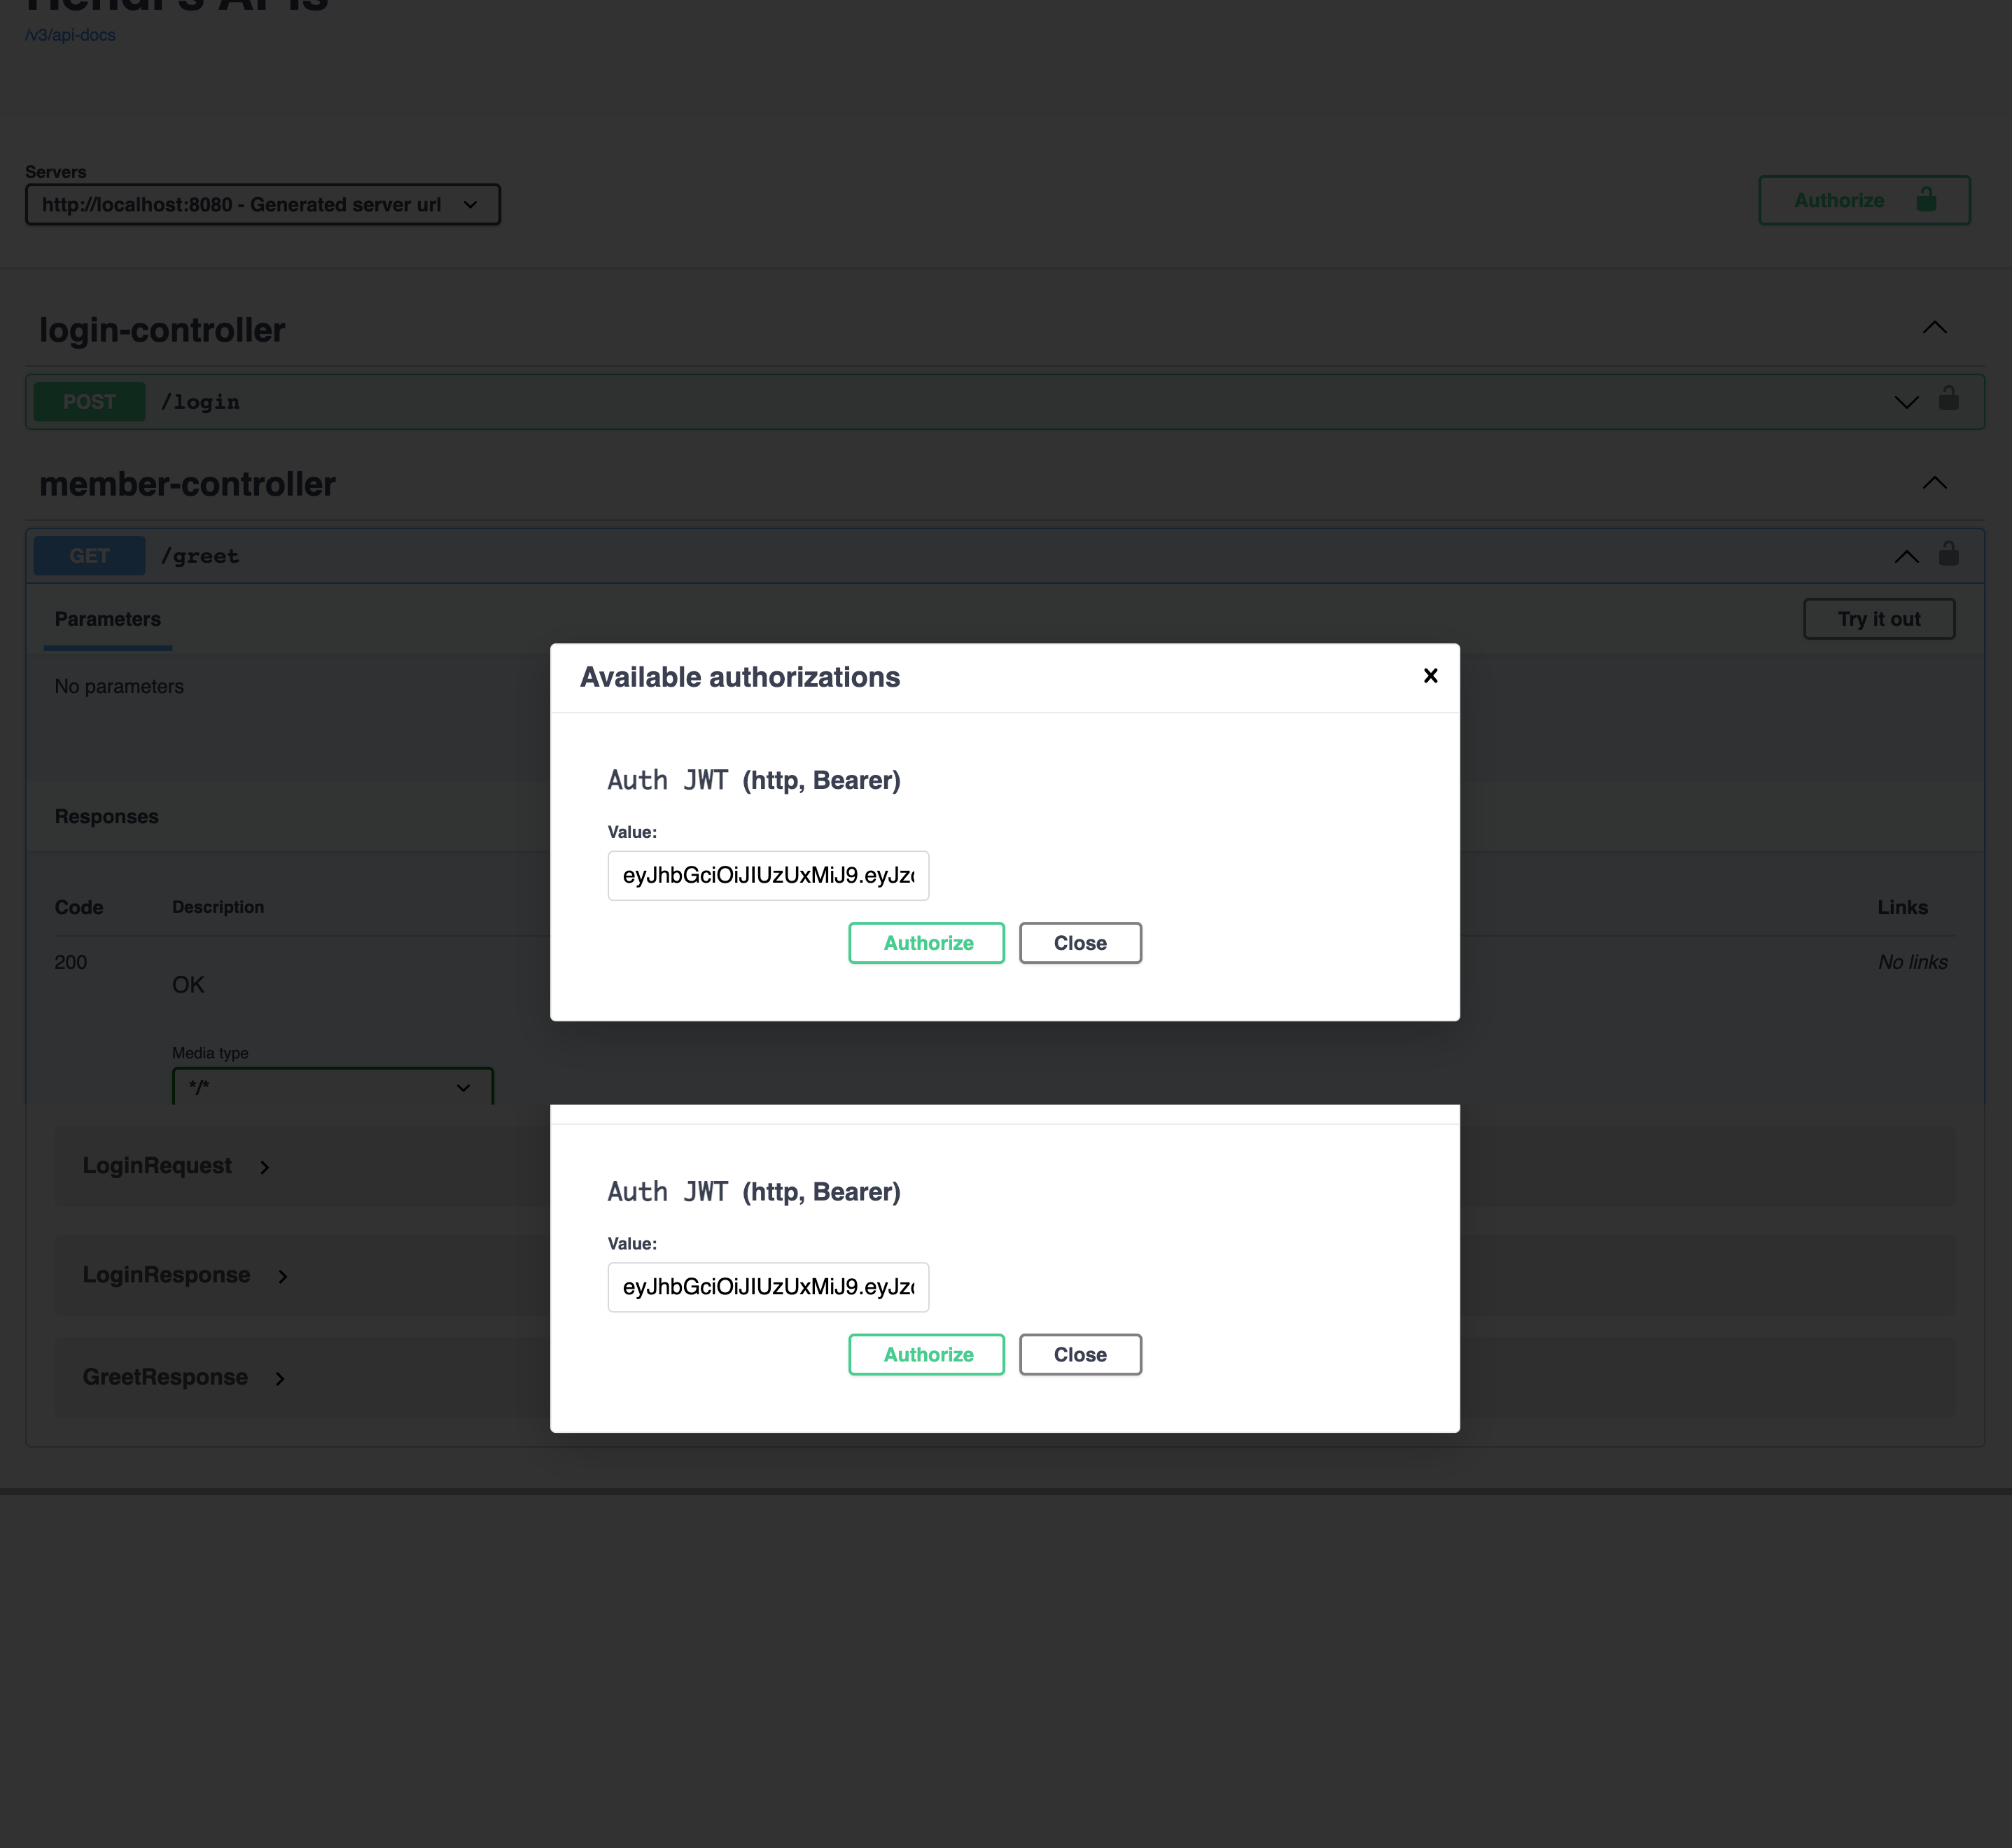 /v3/api-docs
Servers
http://localhost:8080 - Generated server url
Authorize
login-controller
POST /login
member-controller
GET /greet
Parameters
Try it out
No parameters
Responses
Code Description Links
200 No links
OK
Media type
*/*
Available authorizations
Auth JWT (http, Bearer)
Value:
eyJhbGciOiJIUzUxMiJ9.eyJz
Authorize Close
Auth JWT (http, Bearer)
Value:
eyJhbGciOiJIUzUxMiJ9.eyJz
Authorize Close
LoginRequest
LoginResponse
GreetResponse